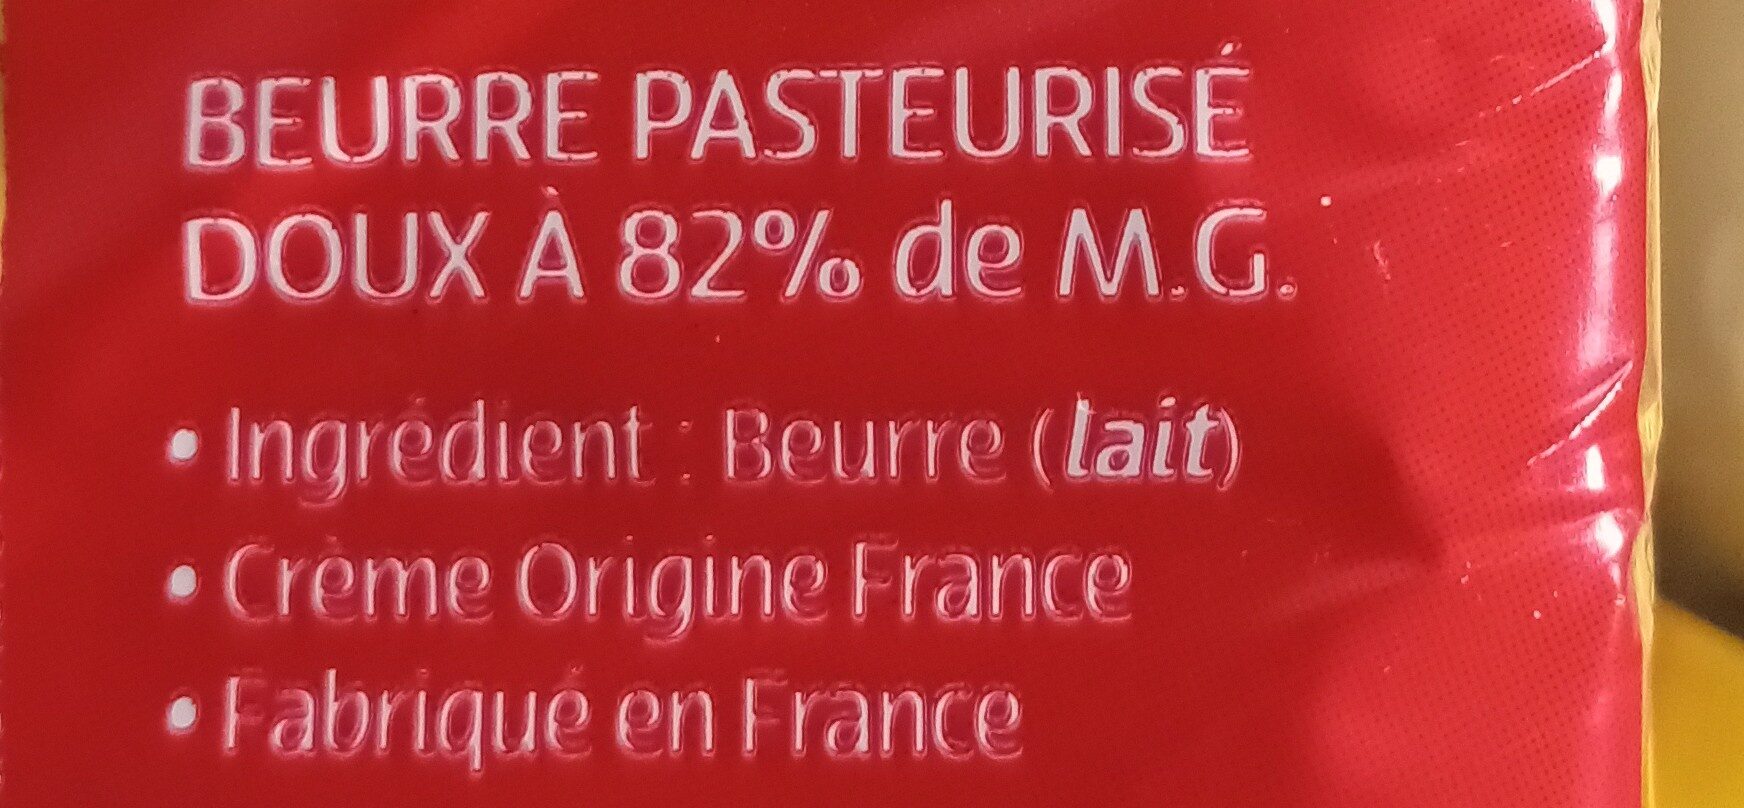 BEURRE PASTEURISÉ
DOUX À 82% de M.G.
• Ingrédient : Beurre (lait)
• Crème Origine France
• Fabriqué en France